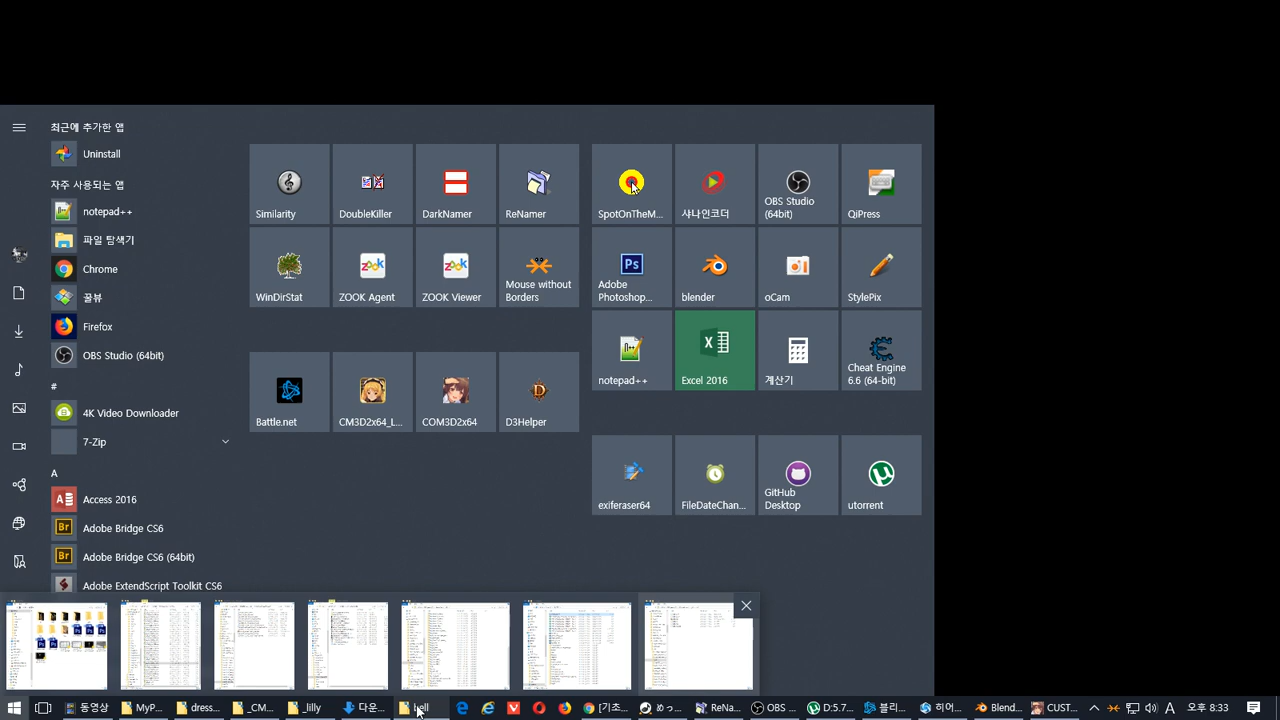 최근에 추가한 앱
Uninstall
자주 사용되는 앱
notepad++
파일 탐색기
Chrome
꿀뷰
Firefox
OBS Studio (64bit)
#
4K Video Downloader
7-Zip
A
Access 2016
Adobe Bridge CS6
Adobe Bridge CS6 (64bit)
Adobe ExtendScript Toolkit CS6
Similarity
DoubleKiller
DarkNamer
ReNamer
WinDirStat
ZOOK Agent
ZOOK Viewer
Mouse without
Borders
Battle.net
CM3D2x64_L...
COM3D2x64
D3Helper
SpotOnTheM...
샤나인코더
OBS Studio
(64bit)
QiPress
Adobe
Photoshop...
blender
oCam
StylePix
notepad++
Excel 2016
계산기
Cheat Engine
6.6 (64-bit)
exiferaser64
FileDateChan...
GitHub
Desktop
utorrent
동영상
MyP...
dress...
_CM...
_lilly
다운...
[기초...
めっ...
ReNa...
OBS ...
D:5.7...
블리...
히어...
Blend...
CUST...
A
오후 8:33